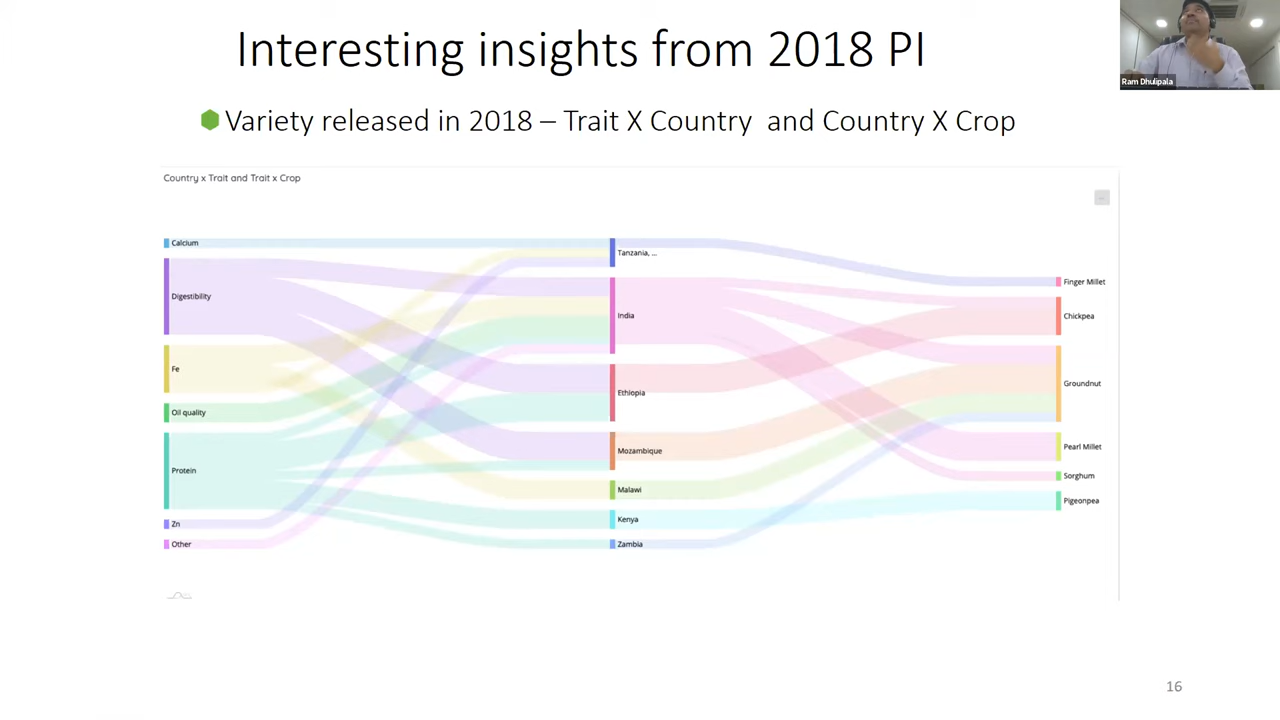 Interesting insights from 2018 PI
Ram Dhulipala
Variety released in 2018 – Trait X Country and Country X Crop
Country x Trait and Trait x Crop
Calcium
Digestibility
Fe
Oil quality
Protein
Zn
Other
Tanzania, ...
India
Ethiopia
Mozambique
Malawi
Kenya
Zambia
Finger Millet
Chickpea
Groundnut
Pearl Millet
Sorghum
Pigeonpea
16